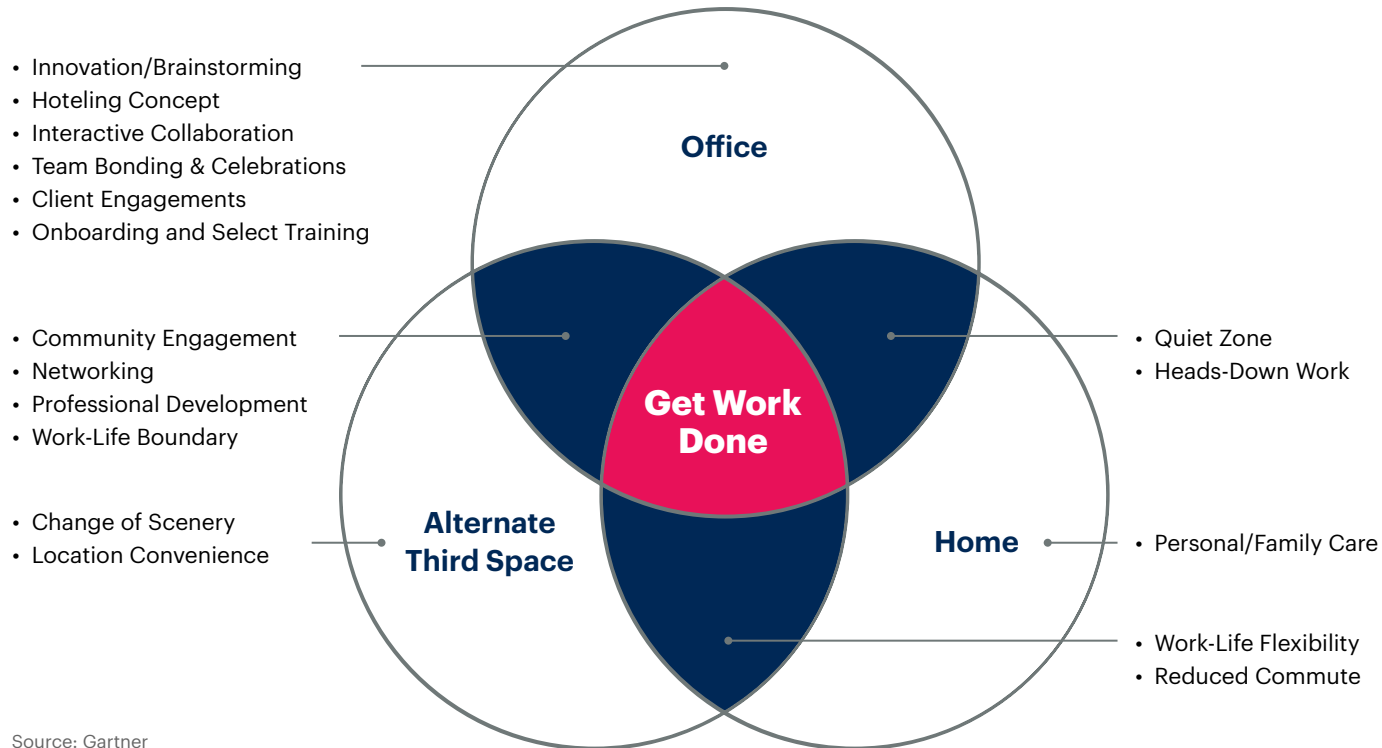 • Innovation/Brainstorming
• Hoteling Concept
• Interactive Collaboration
• Team Bonding & Celebrations
• Client Engagements
• Onboarding and Select Training
Office
• Community Engagement
• Networking
• Professional Development
• Work-Life Boundary
• Quiet Zone
• Heads-Down Work
Get Work
Done
• Change of Scenery
• Location Convenience
Alternate
Third Space
Home
• Personal/Family Care
• Work-Life Flexibility
• Reduced Commute
Source: Gartner